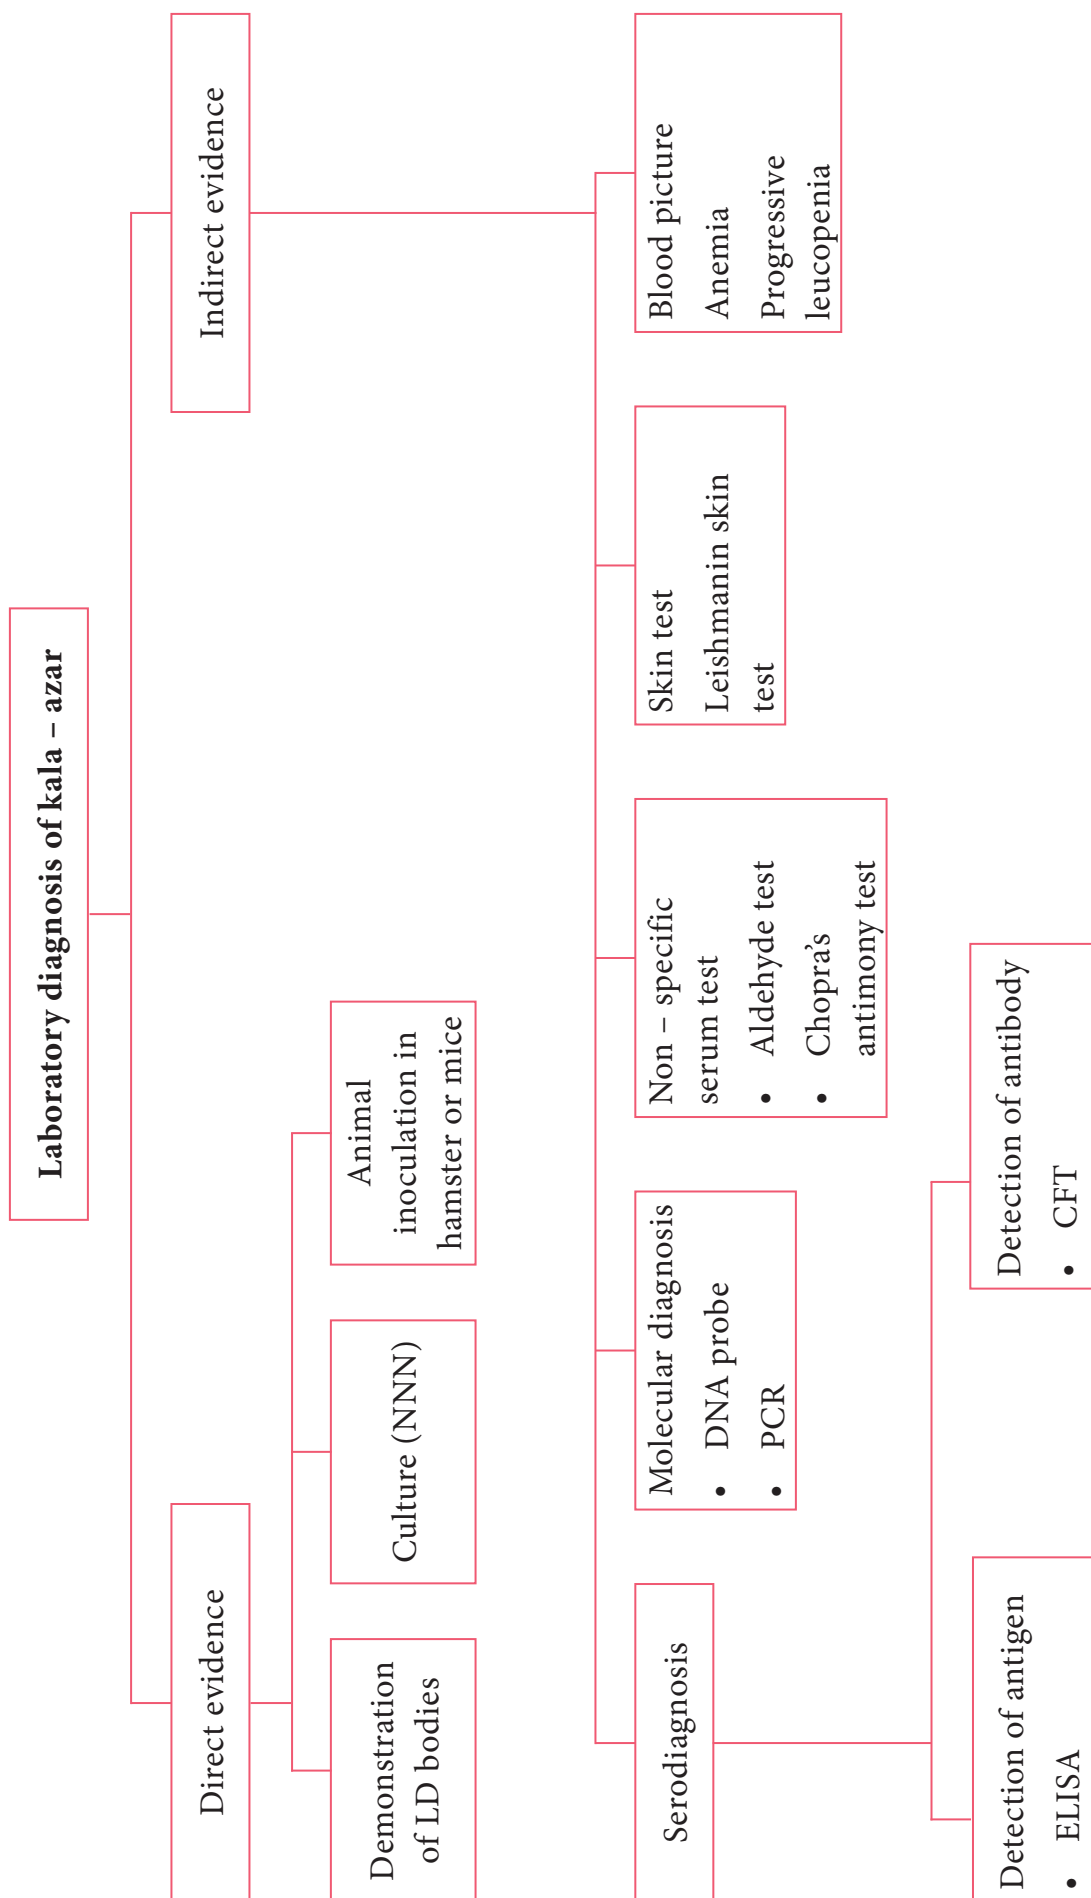 Laboratory diagnosis of kala – azar
Direct evidence
Indirect evidence
Demonstration
of LD bodies
Culture (NNN)
Animal
inoculation in
hamster or mice
Serodiagnosis
Molecular diagnosis
• DNA probe
• PCR
Non – specific
serum test
• Aldehyde test
• Chopra's
antimony test
Skin test
Leishmanin skin
test
Blood picture
Anemia
Progressive
leucopenia
Detection of antigen
• ELISA
Detection of antibody
• CFT